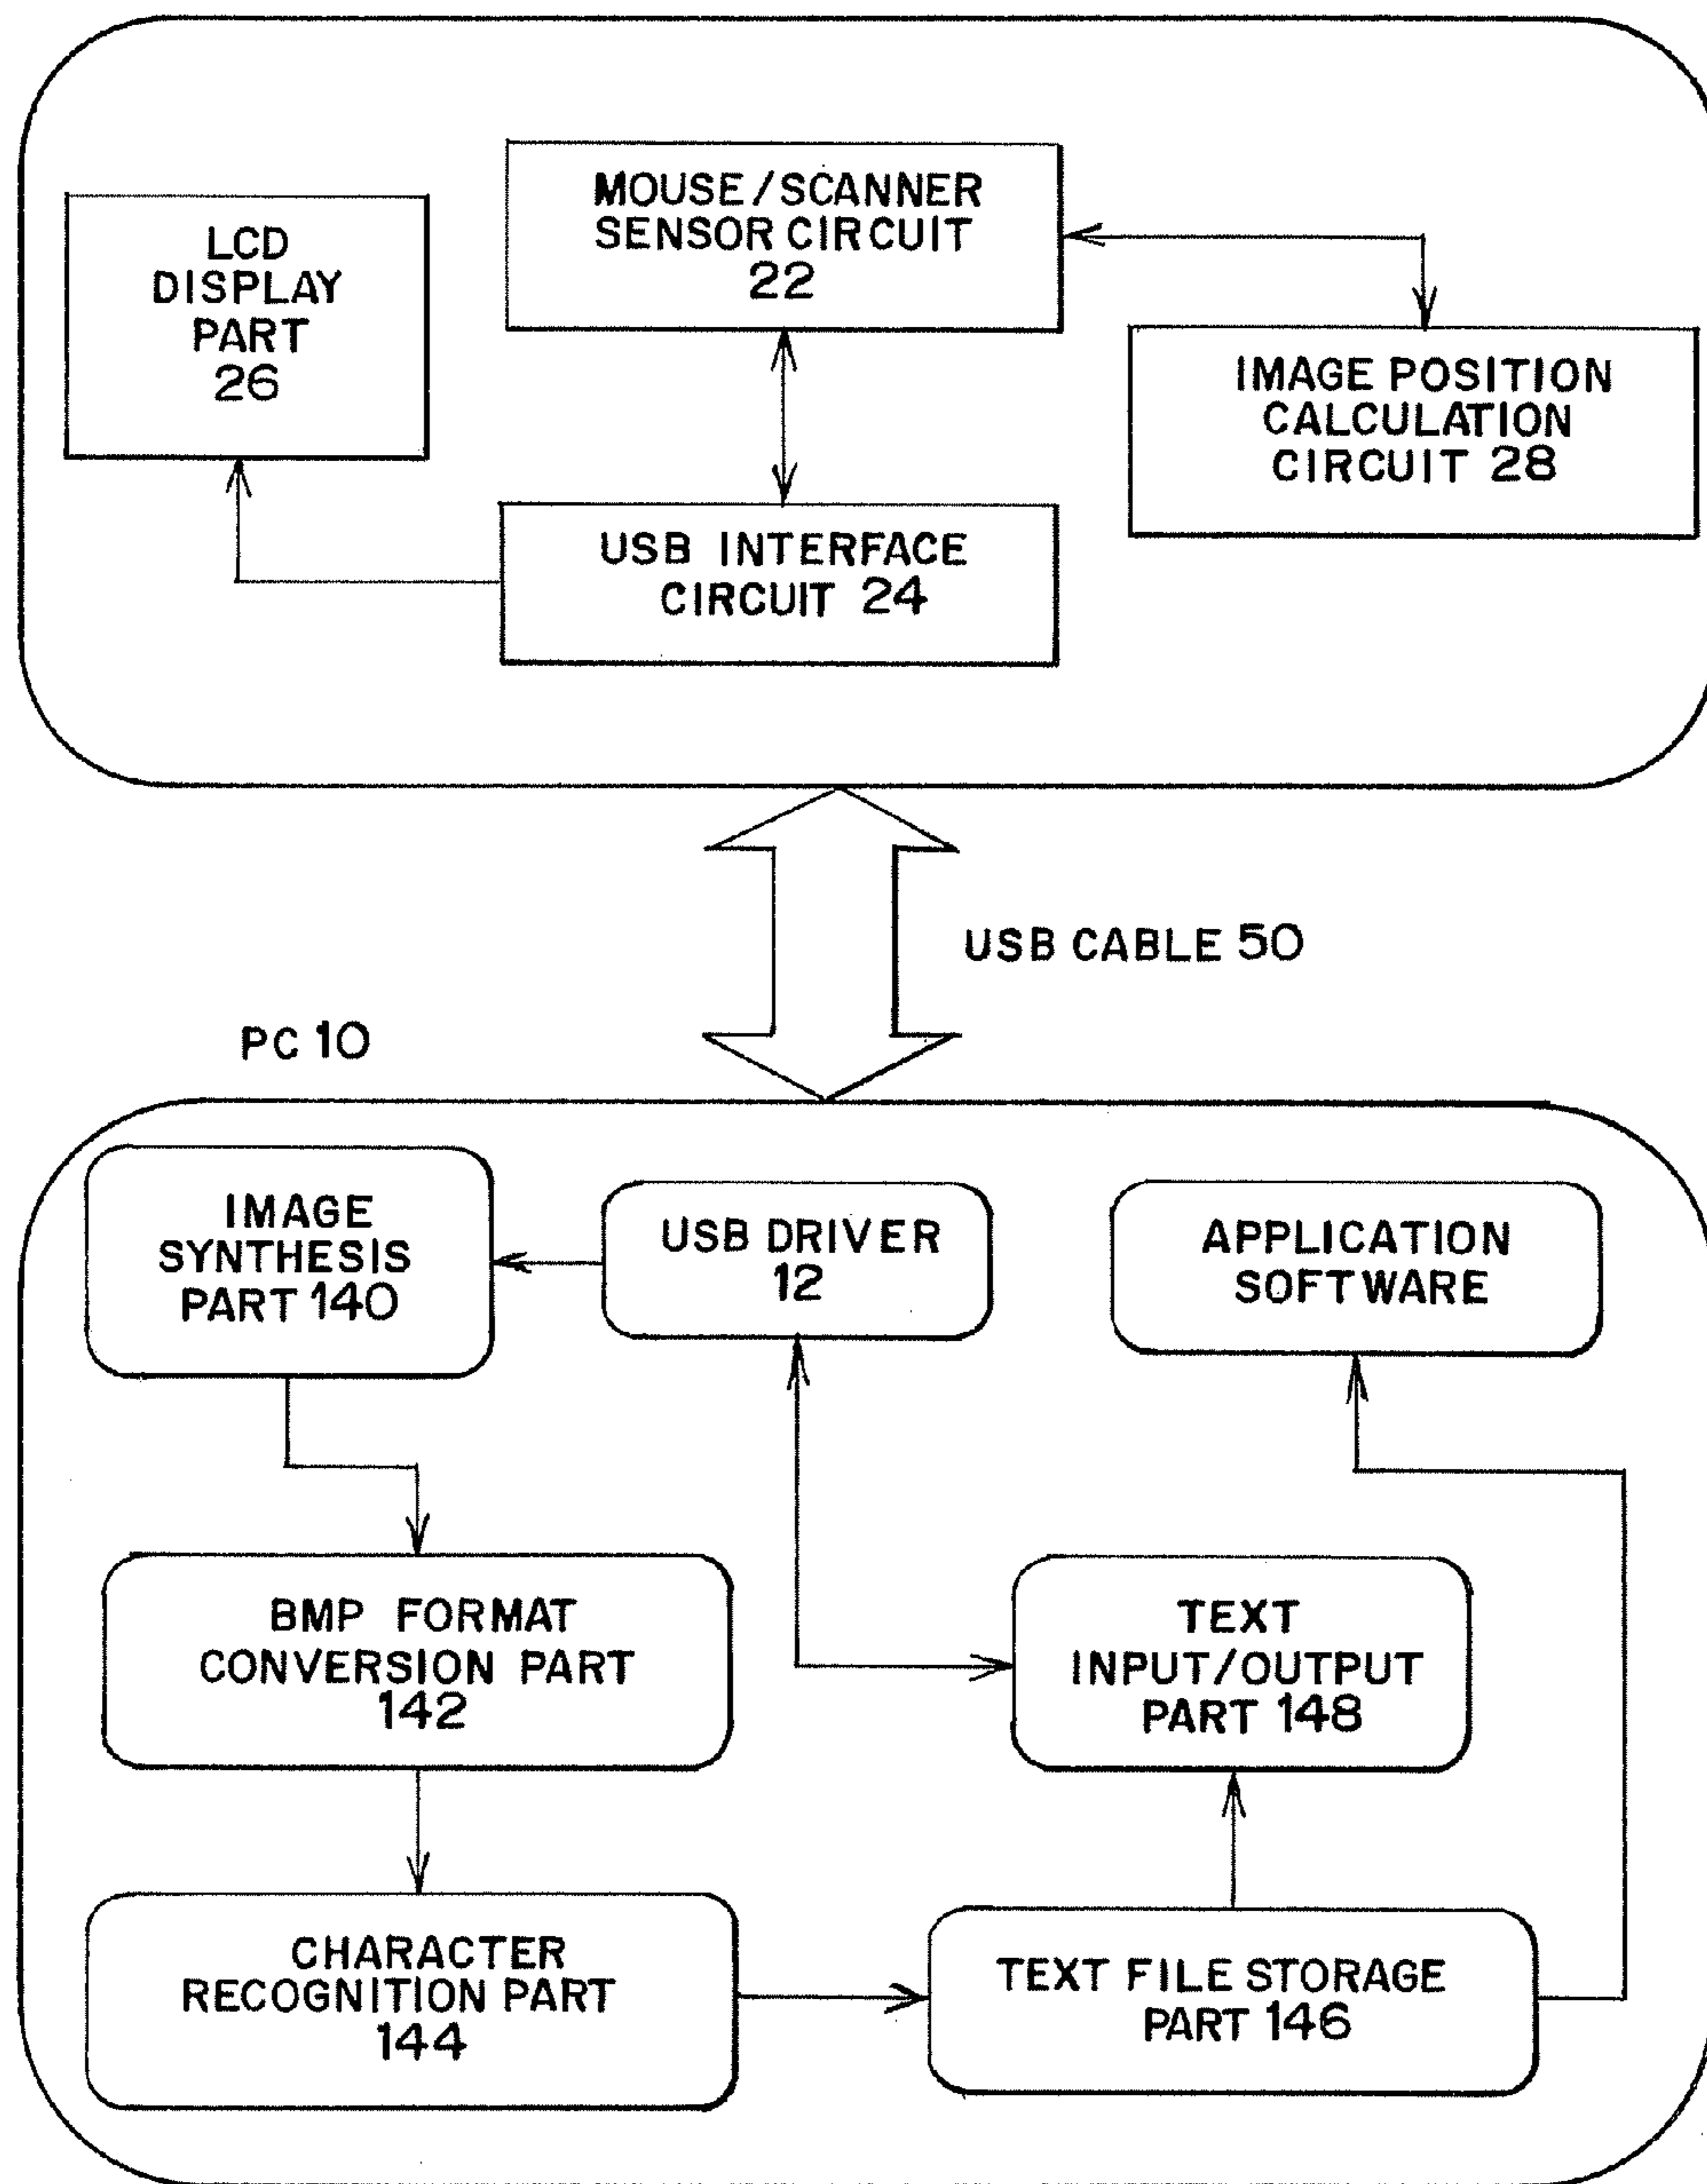 LCD
DISPLAY
PART
26
MOUSE/SCANNER
SENSOR CIRCUIT
22
IMAGE POSITION
CALCULATION
CIRCUIT 28
USB INTERFACE
CIRCUIT 24
USB CABLE 50
PC 10
IMAGE
SYNTHESIS
PART 140
USB DRIVER
12
APPLICATION
SOFTWARE
BMP FORMAT
CONVERSION PART
142
TEXT
INPUT/OUTPUT
PART 148
CHARACTER
RECOGNITION PART
144
TEXT FILE STORAGE
PART 146